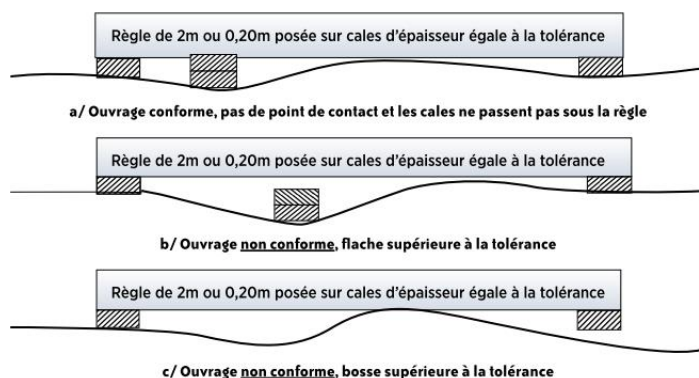 Règle de 2m ou 0,20m posée sur cales d'épaisseur égale à la tolérance
a/ Ouvrage conforme, pas de point de contact et les cales ne passent pas sous la règle
Règle de 2m ou 0,20m posée sur cales d'épaisseur égale à la tolérance
b/ Ouvrage non conforme, flache supérieure à la tolérance
Règle de 2m ou 0,20m posée sur cales d'épaisseur égale à la tolérance
c/ Ouvrage non conforme, bosse supérieure à la tolérance